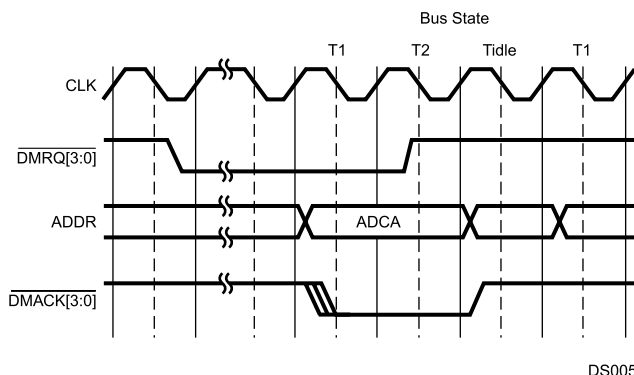 Bus State
T1 T2 Tidle T1
CLK
DMRQ[3:0]
ADDR
ADCA
DMACK[3:0]
DS005